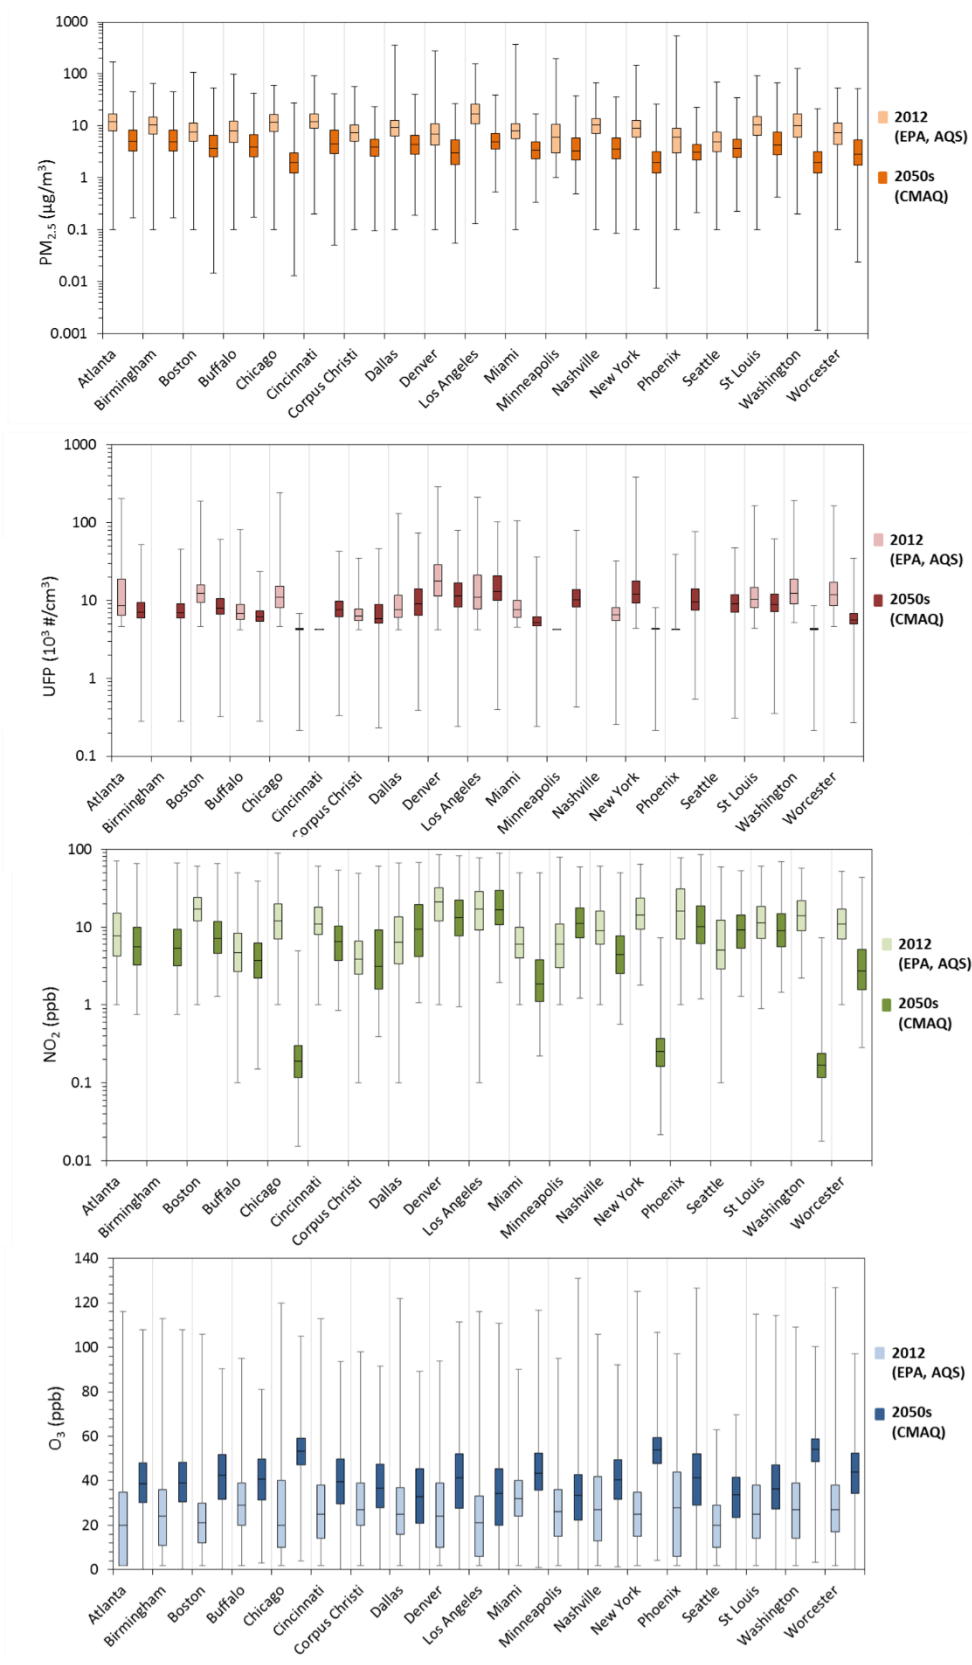 1000
100
10
1
0.1
0.01
0.001
PM2.5 (µg/m³)
Atlanta
Birmingham
Boston
Buffalo
Chicago
Cincinnati
Corpus Christi
Dallas
Denver
Los Angeles
Miami
Minneapolis
Nashville
New York
Phoenix
Seattle
St Louis
Washington
Worcester
2012
(EPA, AQS)
2050s
(CMAQ)
1000
100
10
1
0.1
UFP (10³ #/cm³)
Atlanta
Birmingham
Boston
Buffalo
Chicago
Cincinnati
Corpus Christi
Dallas
Denver
Los Angeles
Miami
Minneapolis
Nashville
New York
Phoenix
Seattle
St Louis
Washington
Worcester
2012
(EPA, AQS)
2050s
(CMAQ)
100
10
1
0.1
0.01
NO₂ (ppb)
Atlanta
Birmingham
Boston
Buffalo
Chicago
Cincinnati
Corpus Christi
Dallas
Denver
Los Angeles
Miami
Minneapolis
Nashville
New York
Phoenix
Seattle
St Louis
Washington
Worcester
2012
(EPA, AQS)
2050s
(CMAQ)
140
120
100
80
60
40
20
0
O₃ (ppb)
Atlanta
Birmingham
Boston
Buffalo
Chicago
Cincinnati
Corpus Christi
Dallas
Denver
Los Angeles
Miami
Minneapolis
Nashville
New York
Phoenix
Seattle
St Louis
Washington
Worcester
2012
(EPA, AQS)
2050s
(CMAQ)